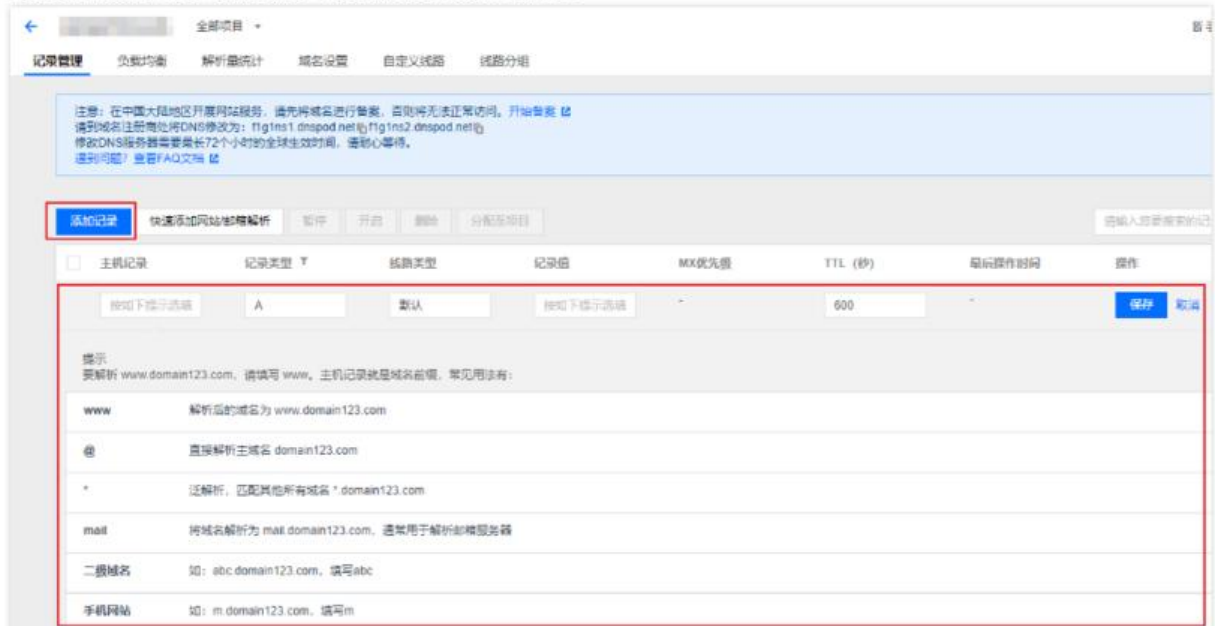 全部项目
记录管理 负载均衡 解析量统计 域名设置 自定义线路 线路分组
注意：在中国大陆地区开展网站服务，请先将域名进行备案，否则将无法正常访问。开始备案
请到域名注册商处将DNS修改为：f1g1ns1.dnspod.net f1g1ns2.dnspod.net
修改DNS服务器需要最长72个小时的全球生效时间，请耐心等待。
遇到问题？查看FAQ文档
添加记录 快速添加网站/邮箱解析 暂停 开启 删除 分配至项目 请输入您要搜索的记
主机记录 记录类型 线路类型 记录值 MX优先级 TTL（秒） 最后操作时间 操作
按如下提示选填 A 默认 按如下提示选填 - 600 - 保存 取消
提示
要解析 www.domain123.com，请填写 www。主机记录就是域名前缀，常见用法有：
www 解析后的域名为 www.domain123.com
@ 直接解析主域名 domain123.com
* 泛解析，匹配其他所有域名 *.domain123.com
mail 将域名解析为 mail.domain123.com，通常用于解析邮箱服务器
二级域名 如：abc.domain123.com，填写abc
手机网站 如：m.domain123.com，填写m